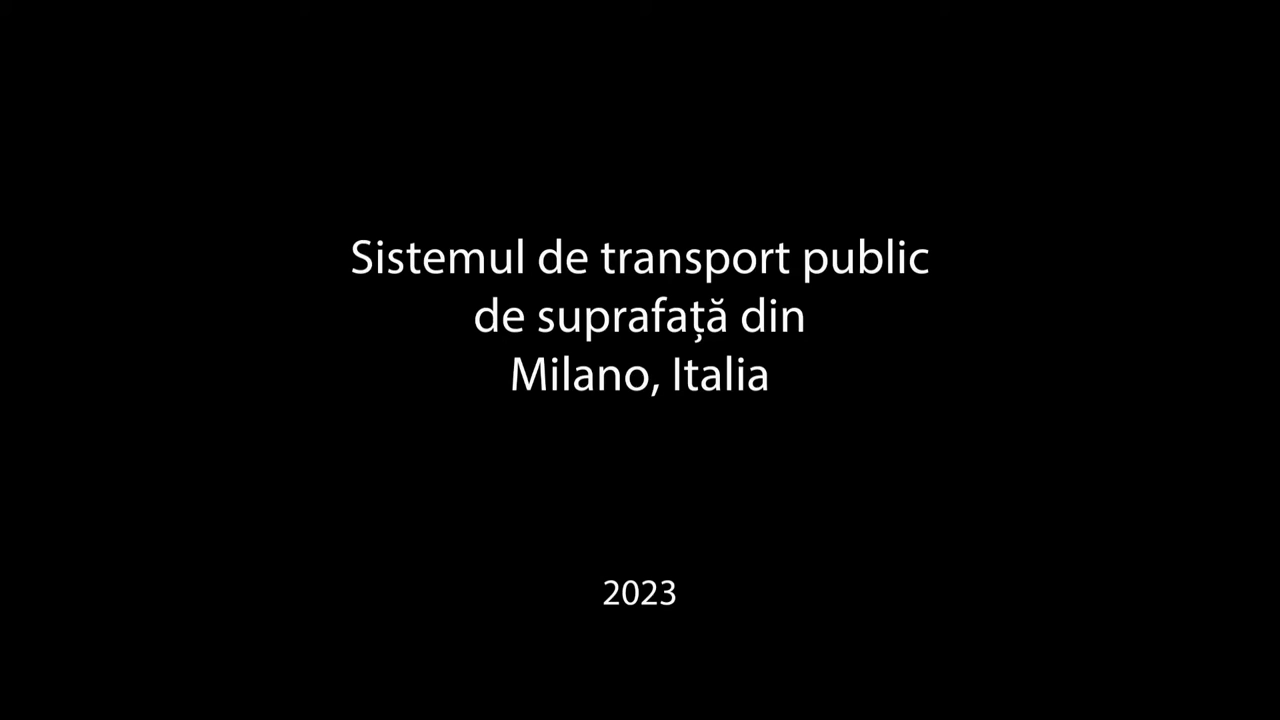 Sistemul de transport public
de suprafață din
Milano, Italia
2023